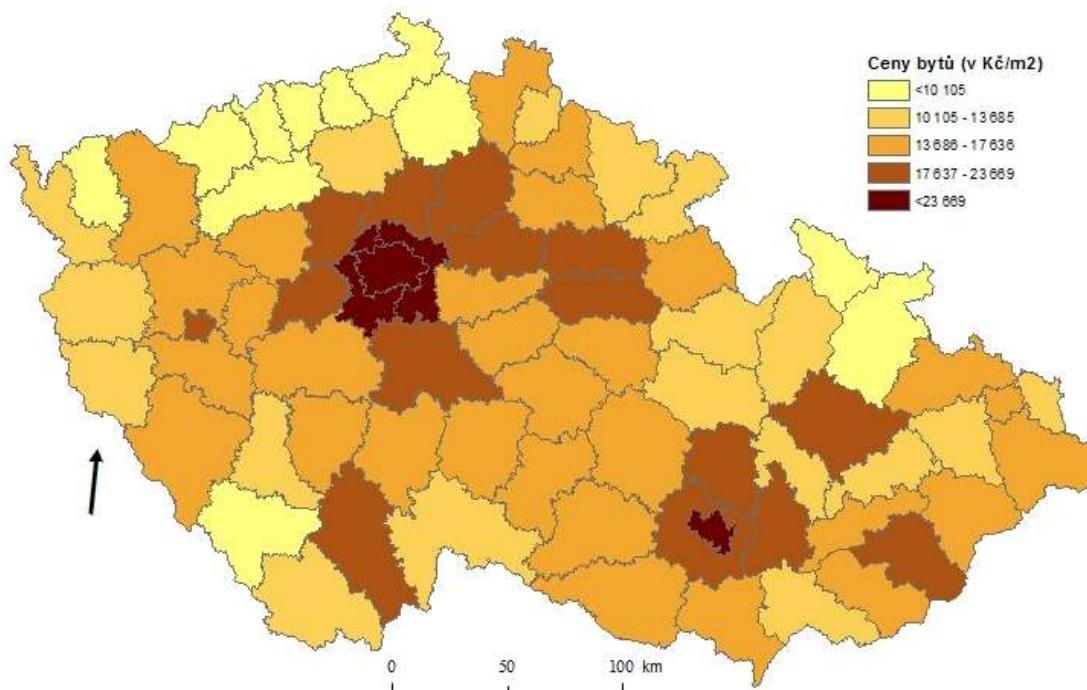 Ceny bytů (v Kč/m2)
<10 105
10 105 - 13 685
13 686 - 17 636
17 637 - 23 669
<23 669
0 50 100 km